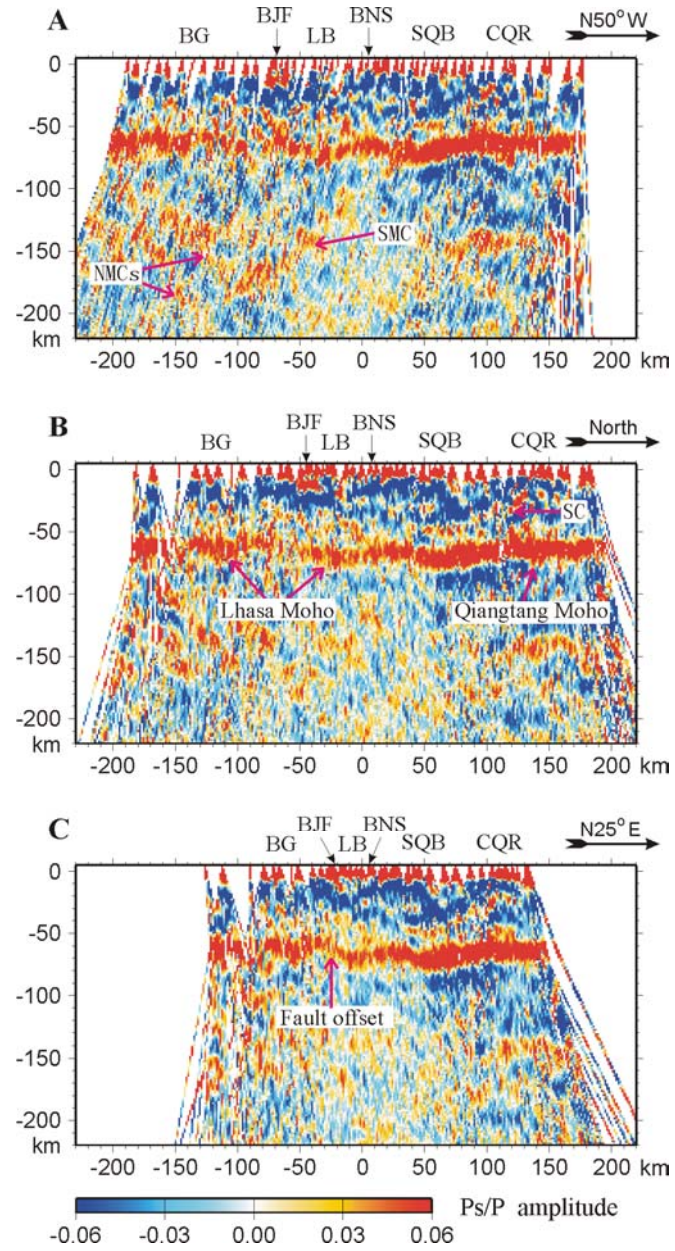 A
BG BJF LB BNS SQB CQR N50° W
0
-50
-100
-150
-200
km
SMC
NMCs
-200 -150 -100 -50 0 50 100 150 km
B
BG BJF LB BNS SQB CQR North
0
-50
-100
-150
-200
km
SC
Lhasa Moho
Qiangtang Moho
-200 -150 -100 -50 0 50 100 150 200
C
BG BJF LB BNS SQB CQR N25° E
0
-50
-100
-150
-200
km
Fault offset
-200 -150 -100 -50 0 50 100 150 200
Ps/P amplitude
-0.06 -0.03 0.00 0.03 0.06